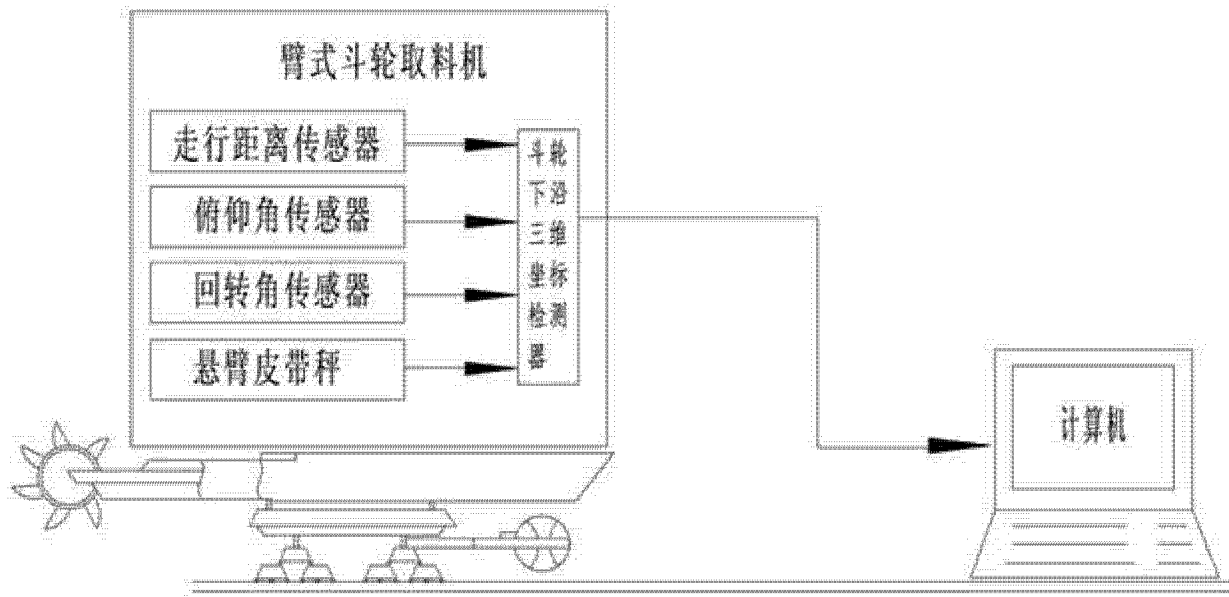 臂式斗轮取料机
走行距离传感器
俯仰角传感器
回转角传感器
悬臂皮带秤
斗轮
下沿
三维
坐标
检测
器
计算机